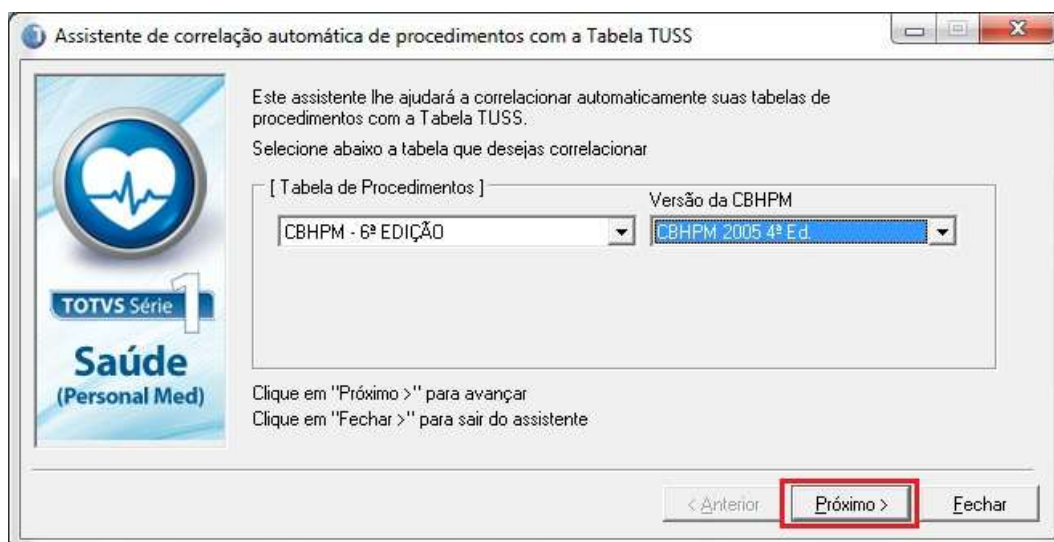 Assistente de correlação automática de procedimentos com a Tabela TUSS
Este assistente lhe ajudará a correlacionar automaticamente suas tabelas de
procedimentos com a Tabela TUSS.
Selecione abaixo a tabela que desejas correlacionar
[ Tabela de Procedimentos ]
Versão da CBHPM
CBHPM - 6ª EDIÇÃO
CBHPM 2005 4ª Ed.
TOTVS Série 1
Saúde
(Personal Med)
Clique em "Próximo >" para avançar
Clique em "Fechar >" para sair do assistente
< Anterior
Próximo >
Fechar